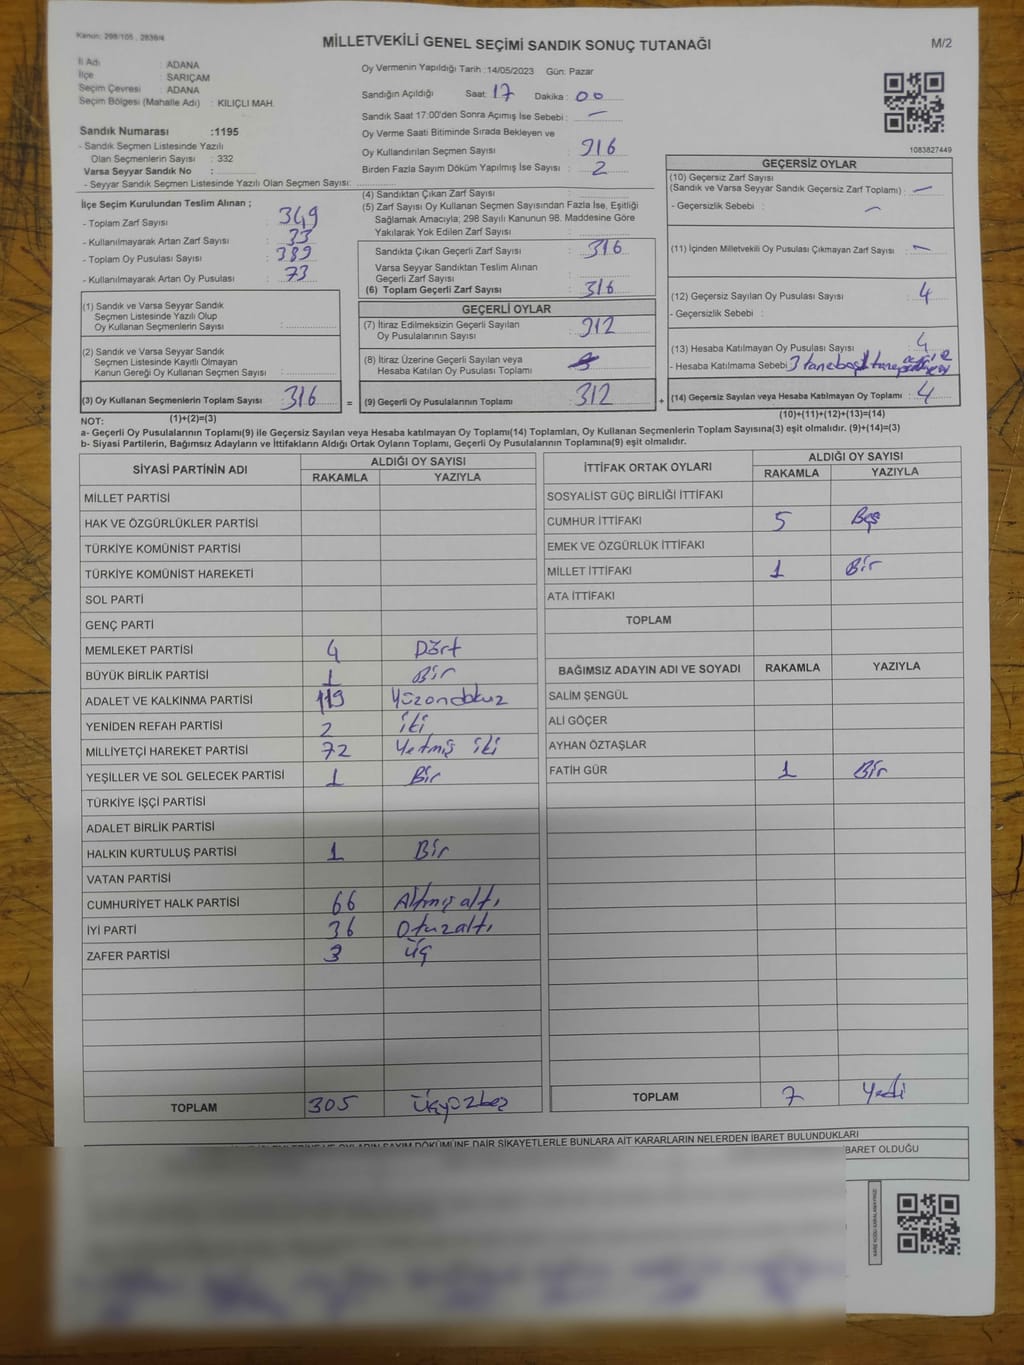 Kanun: 298/105 , 2839/4
MİLLETVEKİLİ GENEL SEÇİMİ SANDIK SONUÇ TUTANAĞI
M/2
İl Adı : ADANA
İlçe : SARIÇAM
Seçim Çevresi : ADANA
Seçim Bölgesi (Mahalle Adı) : KILIÇLI MAH.
Sandık Numarası :1195
- Sandık Seçmen Listesinde Yazılı
Olan Seçmenlerin Sayısı : 332
Varsa Seyyar Sandık No :
- Seyyar Sandık Seçmen Listesinde Yazılı Olan Seçmen Sayısı:
Oy Vermenin Yapıldığı Tarih :14/05/2023 Gün: Pazar
Sandığın Açıldığı Saat: 17 Dakika : 00
Sandık Saat 17:00'den Sonra Açımış İse Sebebi : —
Oy Verme Saati Bitiminde Sırada Bekleyen ve
Oy Kullandırılan Seçmen Sayısı : 916
Birden Fazla Sayım Döküm Yapılmış İse Sayısı : 2
1083827449
İlçe Seçim Kurulundan Teslim Alınan ;
- Toplam Zarf Sayısı : 349
- Kullanılmayarak Artan Zarf Sayısı : 33
- Toplam Oy Pusulası Sayısı : 389
- Kullanılmayarak Artan Oy Pusulası : 73
(4) Sandıktan Çıkan Zarf Sayısı :
(5) Zarf Sayısı Oy Kullanan Seçmen Sayısından Fazla İse, Eşitliği
Sağlamak Amacıyla; 298 Sayılı Kanunun 98. Maddesine Göre
Yakılarak Yok Edilen Zarf Sayısı :
Sandıkta Çıkan Geçerli Zarf Sayısı : 316
Varsa Seyyar Sandıktan Teslim Alınan
Geçerli Zarf Sayısı :
(6) Toplam Geçerli Zarf Sayısı : 316
GEÇERSİZ OYLAR
(10) Geçersiz Zarf Sayısı
(Sandık ve Varsa Seyyar Sandık Geçersiz Zarf Toplamı) : —
- Geçersizlik Sebebi : —
(11) İçinden Milletvekili Oy Pusulası Çıkmayan Zarf Sayısı : —
(12) Geçersiz Sayılan Oy Pusulası Sayısı : 4
- Geçersizlik Sebebi :
(13) Hesaba Katılmayan Oy Pusulası Sayısı : 4
- Hesaba Katılmama Sebebi : 3 tane boş 1 tane
(14) Geçersiz Sayılan veya Hesaba Katılmayan Oy Toplamı : 4
(10)+(11)+(12)+(13)=(14)
(1) Sandık ve Varsa Seyyar Sandık
Seçmen Listesinde Yazılı Olup
Oy Kullanan Seçmenlerin Sayısı :
(2) Sandık ve Varsa Seyyar Sandık
Seçmen Listesinde Kayıtlı Olmayan
Kanun Gereği Oy Kullanan Seçmen Sayısı :
(3) Oy Kullanan Seçmenlerin Toplam Sayısı : 316 =
(1)+(2)=(3)
GEÇERLİ OYLAR
(7) İtiraz Edilmeksizin Geçerli Sayılan
Oy Pusulalarının Sayısı : 912
(8) İtiraz Üzerine Geçerli Sayılan veya
Hesaba Katılan Oy Pusulası Toplamı :
(9) Geçerli Oy Pusulalarının Toplamı : 312 +
NOT:
a- Geçerli Oy Pusulalarının Toplamı(9) ile Geçersiz Sayılan veya Hesaba katılmayan Oy Toplamı(14) Toplamları, Oy Kullanan Seçmenlerin Toplam Sayısına(3) eşit olmalıdır. (9)+(14)=(3)
b- Siyasi Partilerin, Bağımsız Adayların ve İttifakların Aldığı Ortak Oyların Toplamı, Geçerli Oy Pusulalarının Toplamına(9) eşit olmalıdır.
SİYASİ PARTİNİN ADI ALDIĞI OY SAYISI
RAKAMLA YAZIYLA
MİLLET PARTİSİ
HAK VE ÖZGÜRLÜKLER PARTİSİ
TÜRKİYE KOMÜNİST PARTİSİ
TÜRKİYE KOMÜNİST HAREKETİ
SOL PARTİ
GENÇ PARTİ
MEMLEKET PARTİSİ 4 Dört
BÜYÜK BİRLİK PARTİSİ 1 Bir
ADALET VE KALKINMA PARTİSİ 119 Yüzondokuz
YENİDEN REFAH PARTİSİ 2 iki
MİLLİYETÇİ HAREKET PARTİSİ 72 Yetmiş iki
YEŞİLLER VE SOL GELECEK PARTİSİ 1 Bir
TÜRKİYE İŞÇİ PARTİSİ
ADALET BİRLİK PARTİSİ
HALKIN KURTULUŞ PARTİSİ 1 Bir
VATAN PARTİSİ
CUMHURİYET HALK PARTİSİ 66 Altmış altı
İYİ PARTİ 36 Otuzaltı
ZAFER PARTİSİ 3 üç
TOPLAM 305 üçyüzbeş
İTTİFAK ORTAK OYLARI ALDIĞI OY SAYISI
RAKAMLA YAZIYLA
SOSYALİST GÜÇ BİRLİĞİ İTTİFAKI
CUMHUR İTTİFAKI 5 Beş
EMEK VE ÖZGÜRLÜK İTTİFAKI
MİLLET İTTİFAKI 1 Bir
ATA İTTİFAKI
TOPLAM
BAĞIMSIZ ADAYIN ADI VE SOYADI RAKAMLA YAZIYLA
SALİM ŞENGÜL
ALİ GÖÇER
AYHAN ÖZTAŞLAR
FATİH GÜR 1 Bir
TOPLAM 7 Yedi
OYLARIN SAYIM DÖKÜMÜNE DAİR ŞİKAYETLERLE BUNLARA AİT KARARLARIN NELERDEN İBARET BULUNDUKLARI
İBARET OLDUĞU
KARE KODU KARALAMAYINIZ